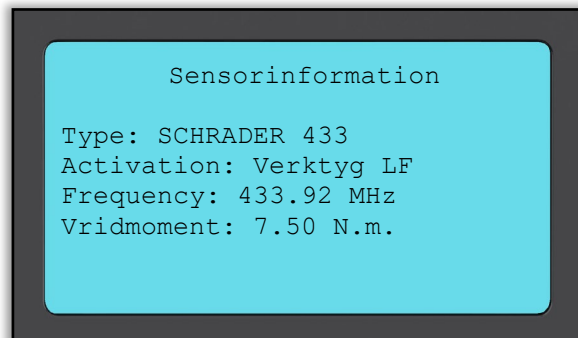 Sensorinformation
Type: SCHRADER 433
Activation: Verktyg LF
Frequency: 433.92 MHz
Vridmoment: 7.50 N.m.